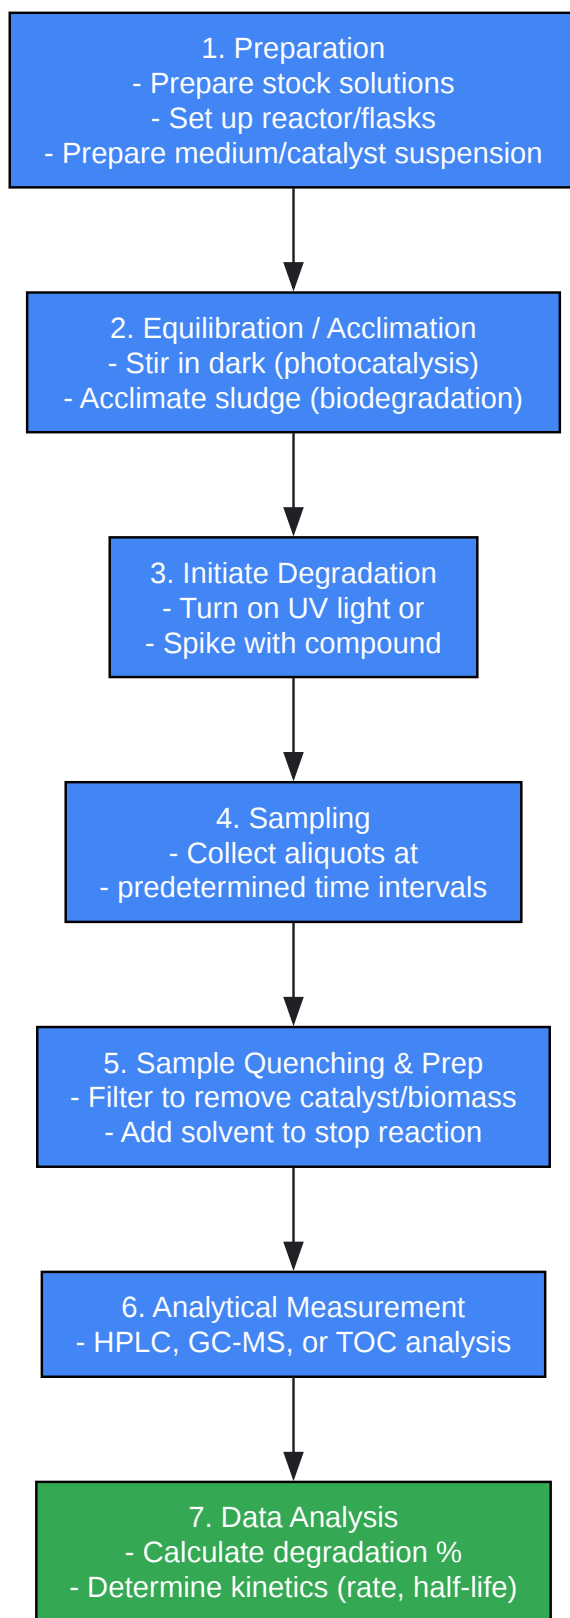 1. Preparation
- Prepare stock solutions
- Set up reactor/flasks
- Prepare medium/catalyst suspension
2. Equilibration / Acclimation
- Stir in dark (photocatalysis)
- Acclimate sludge (biodegradation)
3. Initiate Degradation
- Turn on UV light or
- Spike with compound
4. Sampling
- Collect aliquots at
- predetermined time intervals
5. Sample Quenching & Prep
- Filter to remove catalyst/biomass
- Add solvent to stop reaction
6. Analytical Measurement
- HPLC, GC-MS, or TOC analysis
7. Data Analysis
- Calculate degradation %
- Determine kinetics (rate, half-life)